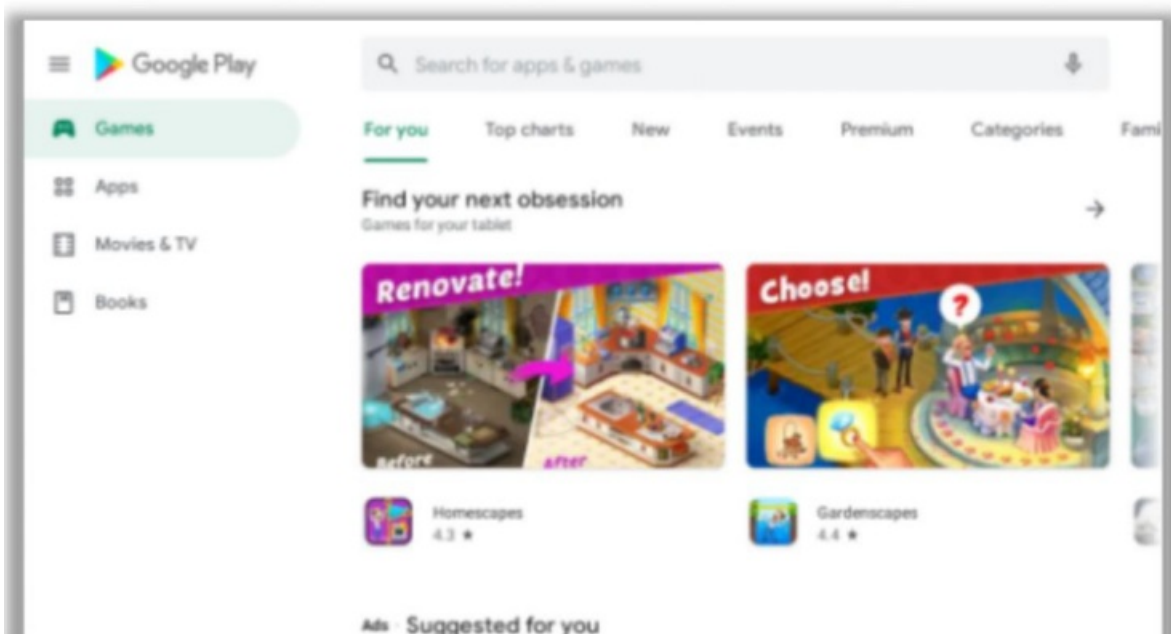 Google Play
Search for apps & games
Games
Apps
Movies & TV
Books
For you Top charts New Events Premium Categories Fami
Find your next obsession
Games for your tablet
Renovate!
Before
After
Choose!
?
Homescapes
4.3 ★
Gardenscapes
4.4 ★
Ads · Suggested for you